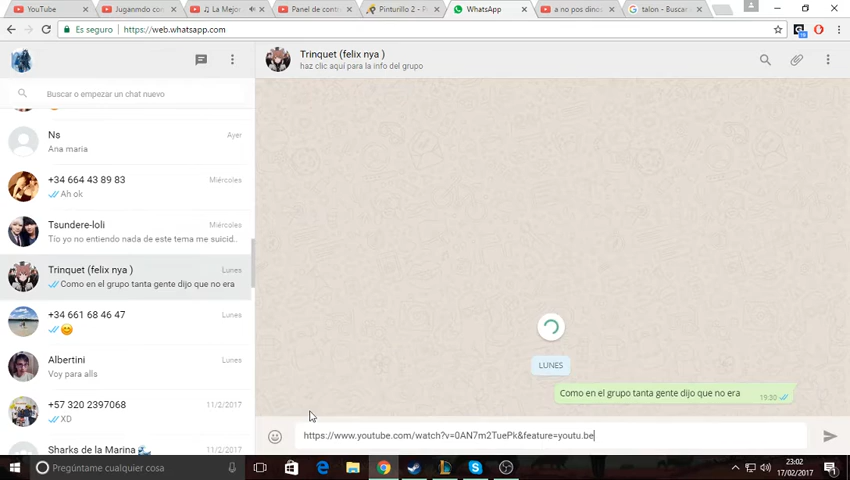 YouTube
Juganmdo con
La Mejor
Panel de cont
Pinturillo 2 - P
WhatsApp
a no pos dinos
talon - Buscar
Es seguro
https://web.whatsapp.com
Trinquet (felix nya )
haz clic aquí para la info del grupo
Buscar o empezar un chat nuevo
Ns
Ayer
Ana maria
+34 664 43 89 83
Miércoles
Ah ok
Tsundere-loli
Miércoles
Tío yo no entiendo nada de este tema me suicid..
Trinquet (felix nya )
Lunes
Como en el grupo tanta gente dijo que no era
+34 661 68 46 47
Lunes
Albertini
Lunes
Voy para alls
+57 320 2397068
11/2/2017
XD
Sharks de la Marina
11/2/2017
LUNES
Como en el grupo tanta gente dijo que no era
19:30
https://www.youtube.com/watch?v=0AN7m2TuePk&feature=youtu.be
Pregúntame cualquier cosa
23:02
17/02/2017